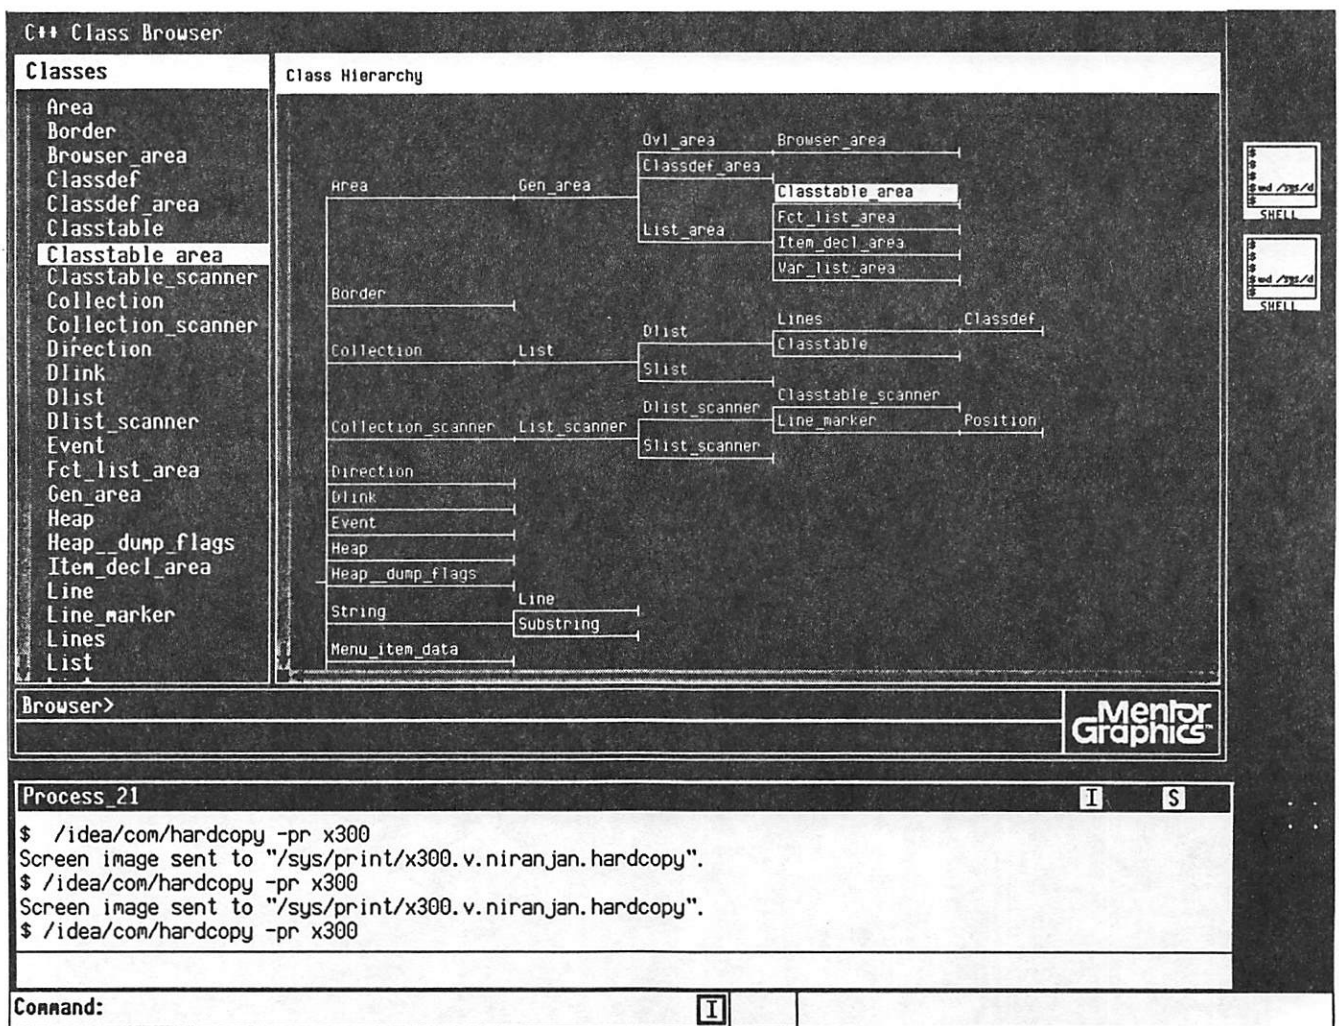 C++ Class Browser
Classes
Area
Border
Browser_area
Classdef
Classdef_area
Classtable
Classtable_area
Classtable_scanner
Collection
Collection_scanner
Direction
Dlink
Dlist
Dlist_scanner
Event
Fct_list_area
Gen_area
Heap
Heap__dump_flags
Item_decl_area
Line
Line_marker
Lines
List
Class Hierarchy
Ovl_area Browser_area
Classdef_area
Area Gen_area Classtable_area
Fct_list_area
List_area Item_decl_area
Var_list_area
Border
Lines Classdef
Dlist Classtable
Collection List
Slist
Classtable_scanner
Dlist_scanner Line_marker Position
Collection_scanner List_scanner
Slist_scanner
Direction
Dlink
Event
Heap
Heap__dump_flags
Line
String Substring
Menu_item_data
$
$
$
$ wd /sys/d
$
SHELL
$
$
$
$ wd /sys/d
$
SHELL
Browser>
Mentor Graphics™
Process_21 I S
$ /idea/com/hardcopy -pr x300
Screen image sent to "/sys/print/x300.v.niranjan.hardcopy".
$ /idea/com/hardcopy -pr x300
Screen image sent to "/sys/print/x300.v.niranjan.hardcopy".
$ /idea/com/hardcopy -pr x300
Command: I